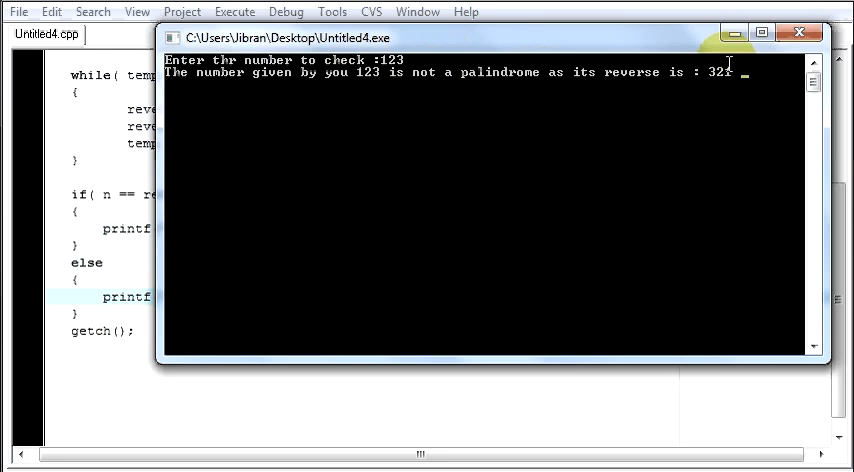 File Edit Search View Project Execute Debug Tools CVS Window Help
Untitled4.cpp
C:\Users\Jibran\Desktop\Untitled4.exe
Enter thr number to check :123
The number given by you 123 is not a palindrome as its reverse is : 321
while( temp
{
reve
reve
temp
}
if( n == re
{
printf
}
else
{
printf
}
getch();